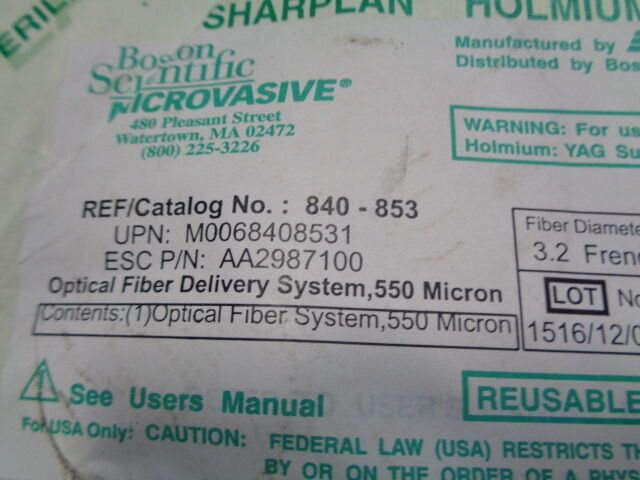 SHARPLAN HOLMIUM
Boston
Scientific
MICROVASIVE®
480 Pleasant Street
Watertown, MA 02472
(800) 225-3226
Manufactured by
Distributed by Bos
WARNING: For us
Holmium: YAG Su
REF/Catalog No. : 840 - 853
UPN: M0068408531
ESC P/N: AA2987100
Optical Fiber Delivery System,550 Micron
Contents:(1)Optical Fiber System,550 Micron
Fiber Diamete
3.2 Fren
LOT No
1516/12/0
See Users Manual
REUSABLE
For USA Only: CAUTION: FEDERAL LAW (USA) RESTRICTS TH
BY OR ON THE ORDER OF A PHYS